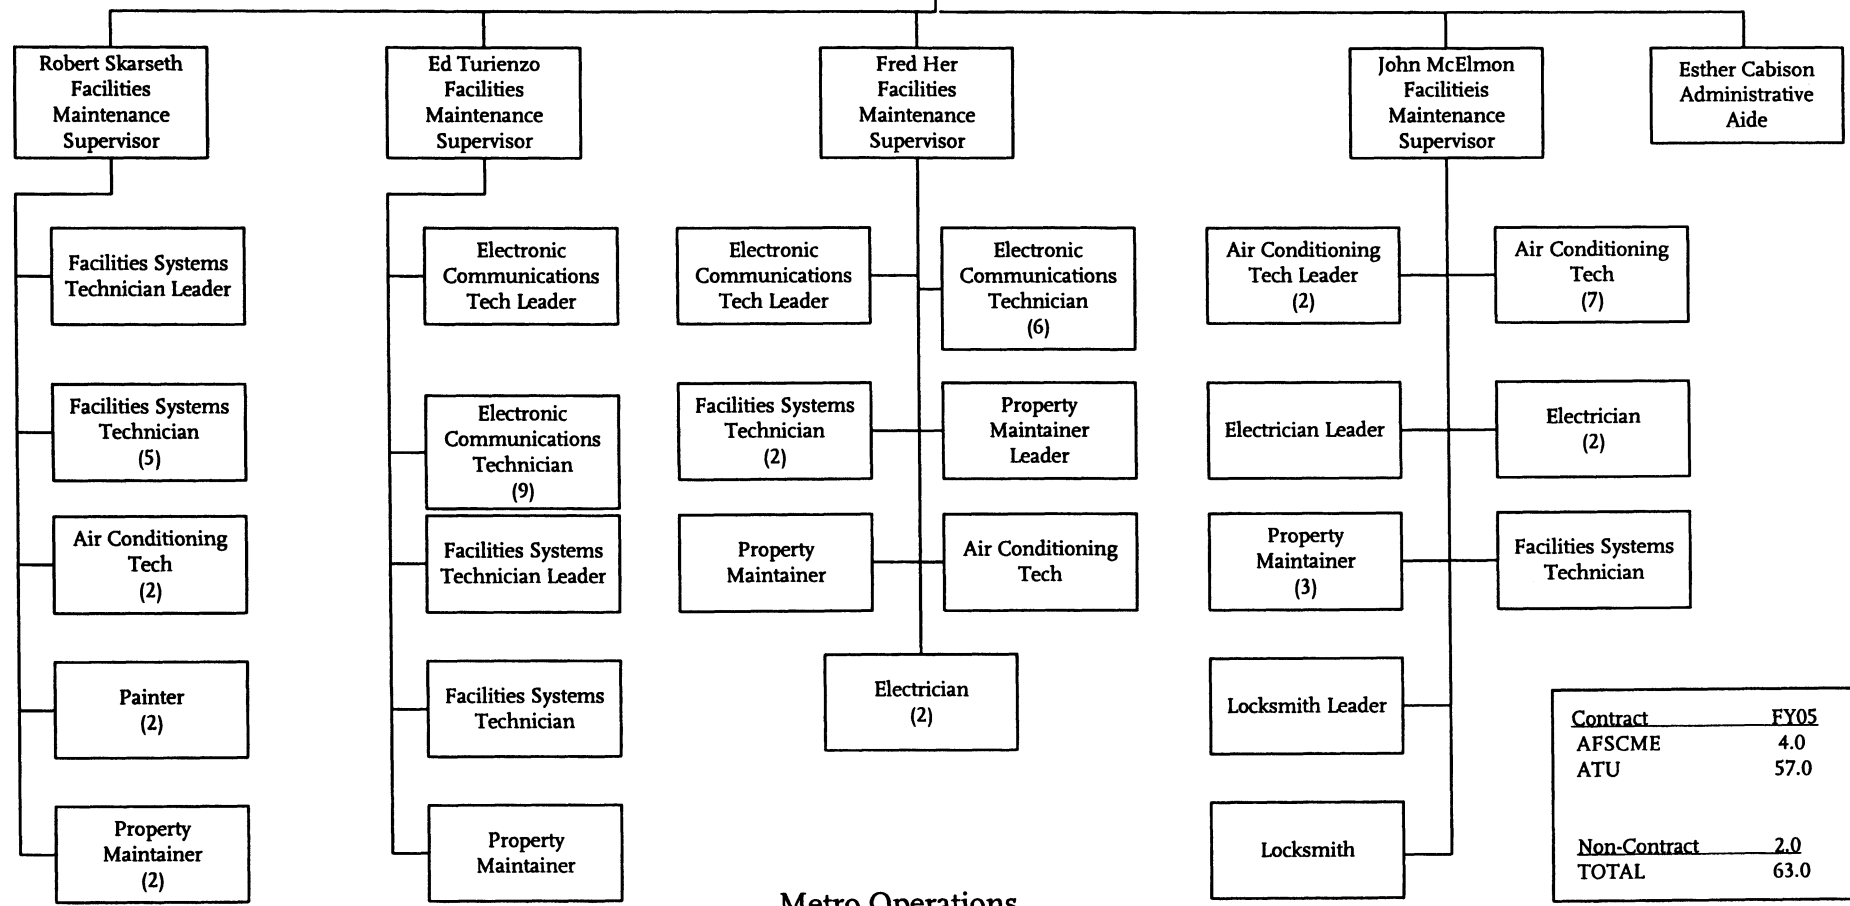 Robert Skarseth
Facilities
Maintenance
Supervisor
Ed Turienzo
Facilities
Maintenance
Supervisor
Fred Her
Facilities
Maintenance
Supervisor
John McElmon
Facilitieis
Maintenance
Supervisor
Esther Cabison
Administrative
Aide
Facilities Systems
Technician Leader
Facilities Systems
Technician
(5)
Air Conditioning
Tech
(2)
Painter
(2)
Property
Maintainer
(2)
Electronic
Communications
Tech Leader
Electronic
Communications
Technician
(9)
Facilities Systems
Technician Leader
Facilities Systems
Technician
Property
Maintainer
Electronic
Communications
Tech Leader
Electronic
Communications
Technician
(6)
Facilities Systems
Technician
(2)
Property
Maintainer
Leader
Property
Maintainer
Air Conditioning
Tech
Electrician
(2)
Air Conditioning
Tech Leader
(2)
Air Conditioning
Tech
(7)
Electrician Leader
Electrician
(2)
Property
Maintainer
(3)
Facilities Systems
Technician
Locksmith Leader
Locksmith
Contract FY05
AFSCME 4.0
ATU 57.0
Non-Contract 2.0
TOTAL 63.0
Metro Operations